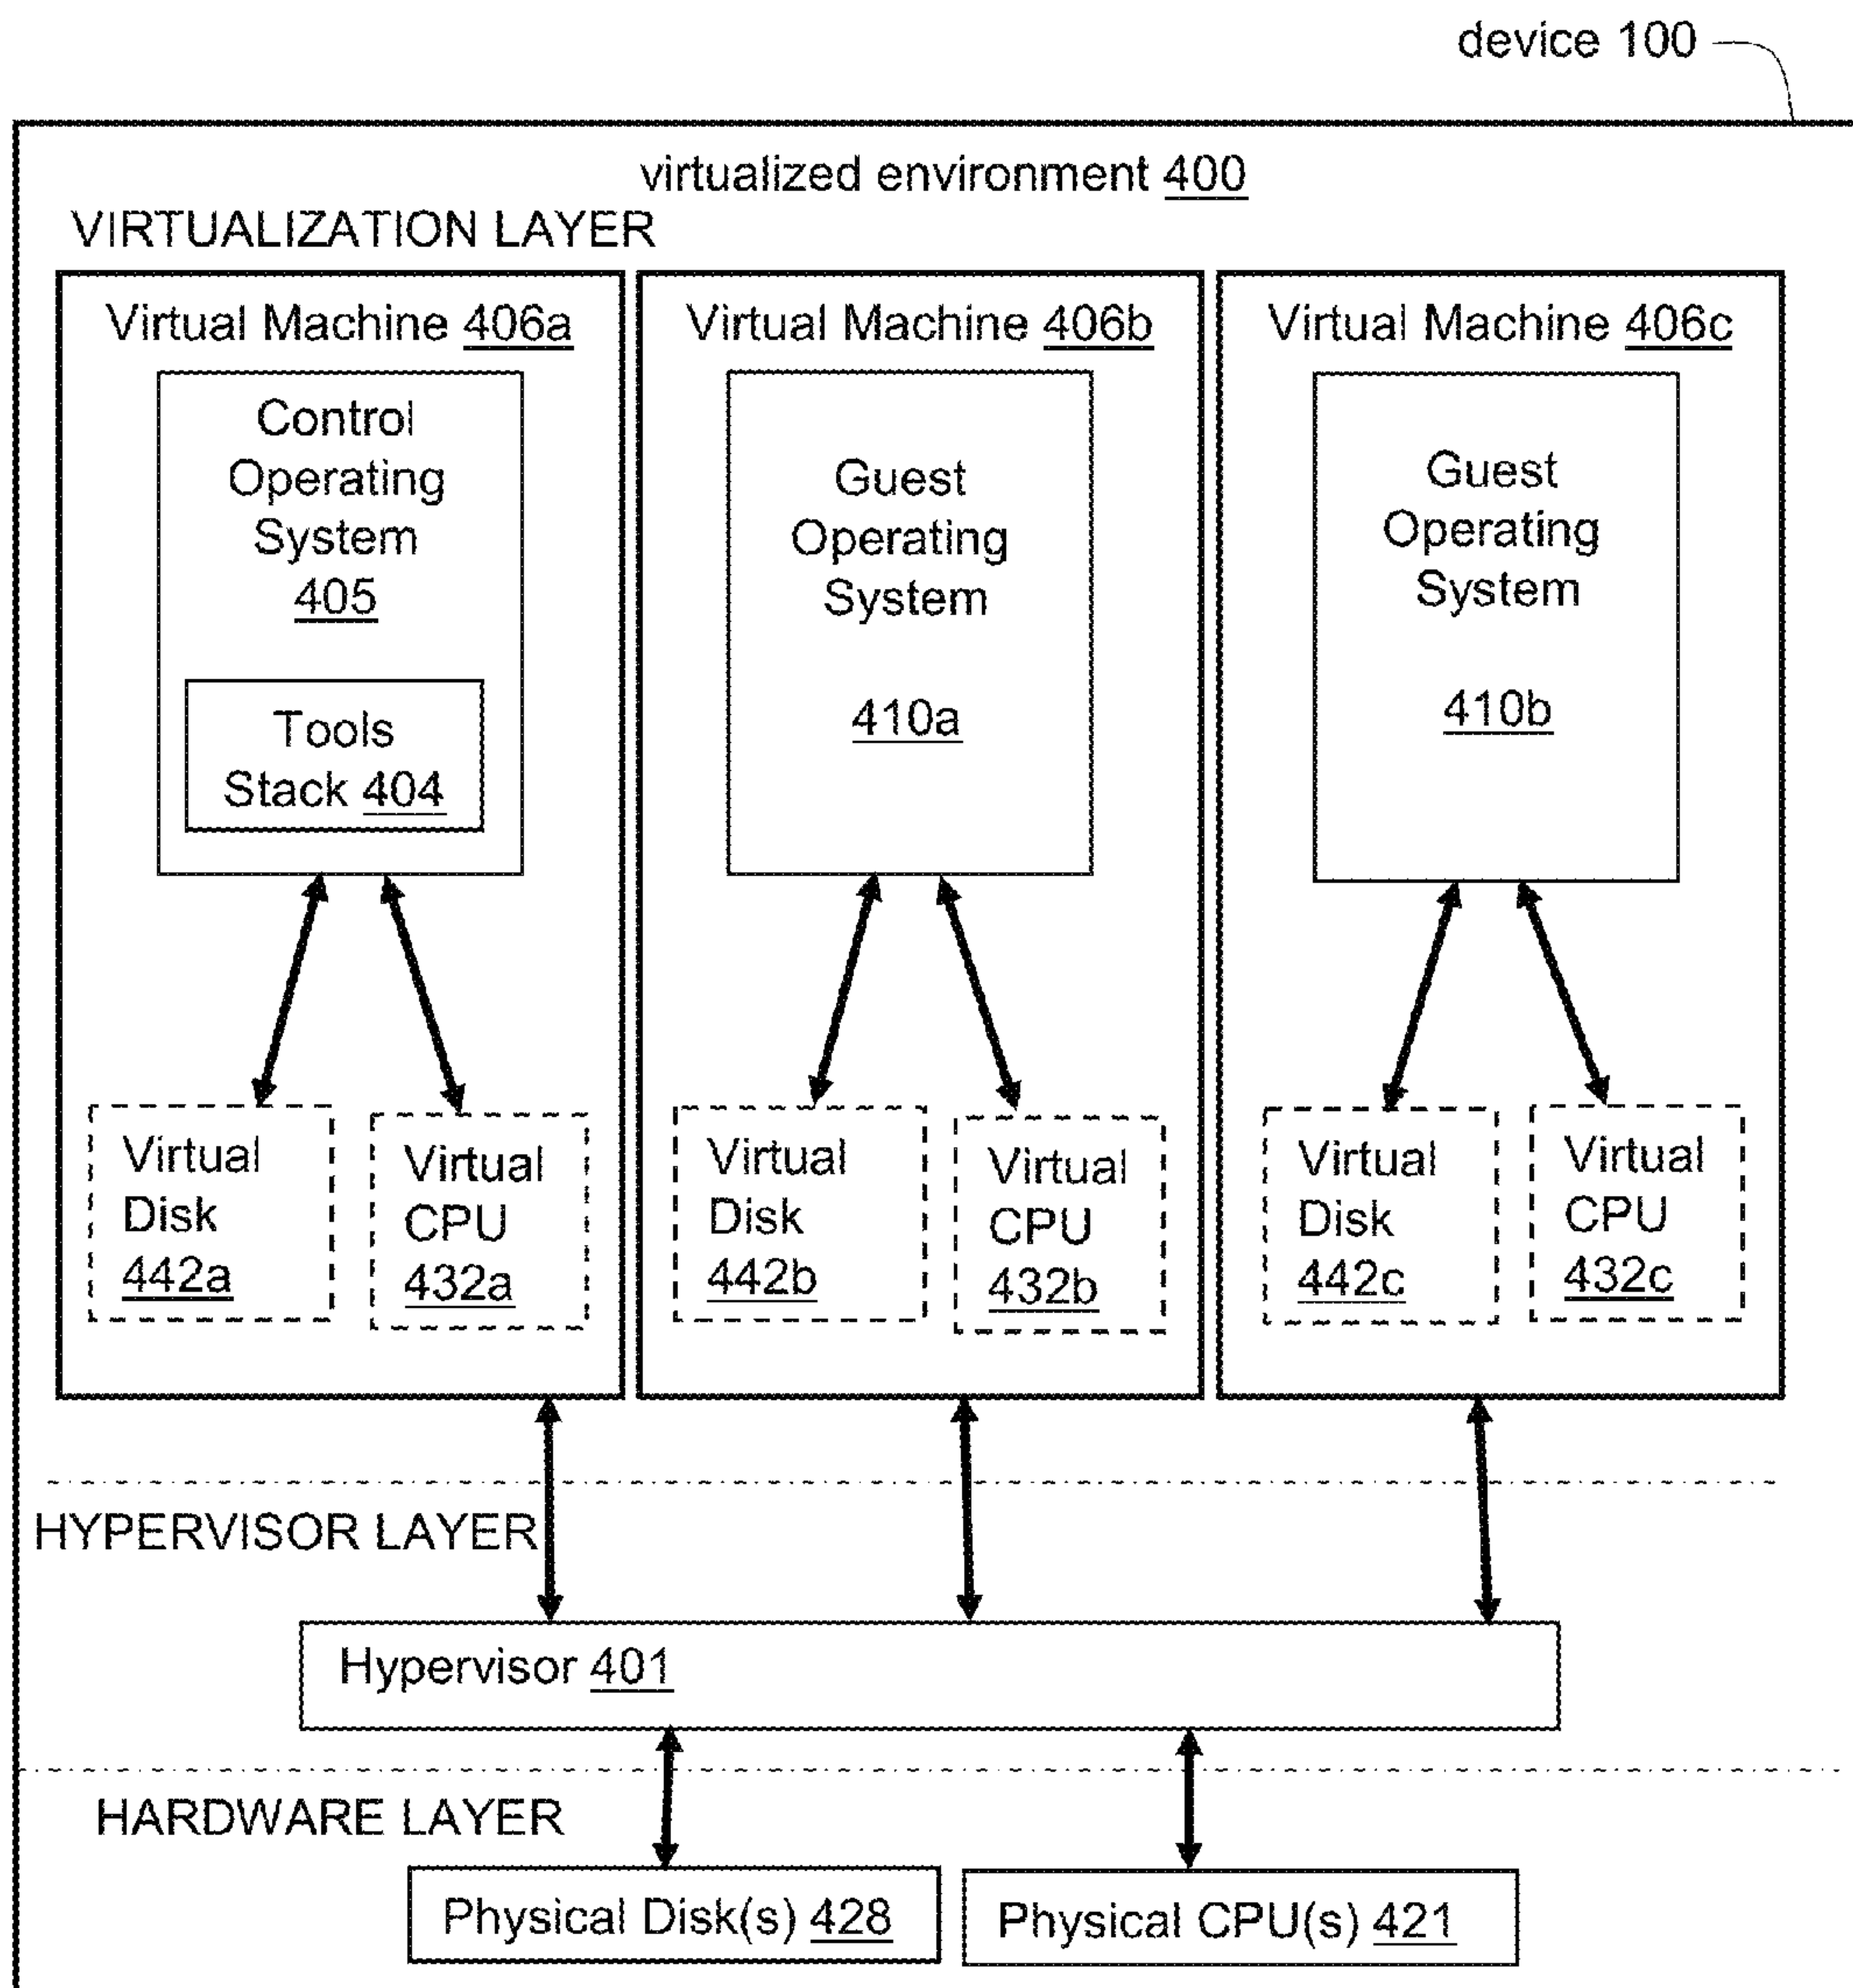 device 100
virtualized environment 400
VIRTUALIZATION LAYER
Virtual Machine 406a
Control
Operating
System
405
Tools
Stack 404
Virtual
Disk
442a
Virtual
CPU
432a
Virtual Machine 406b
Guest
Operating
System
410a
Virtual
Disk
442b
Virtual
CPU
432b
Virtual Machine 406c
Guest
Operating
System
410b
Virtual
Disk
442c
Virtual
CPU
432c
HYPERVISOR LAYER
Hypervisor 401
HARDWARE LAYER
Physical Disk(s) 428
Physical CPU(s) 421